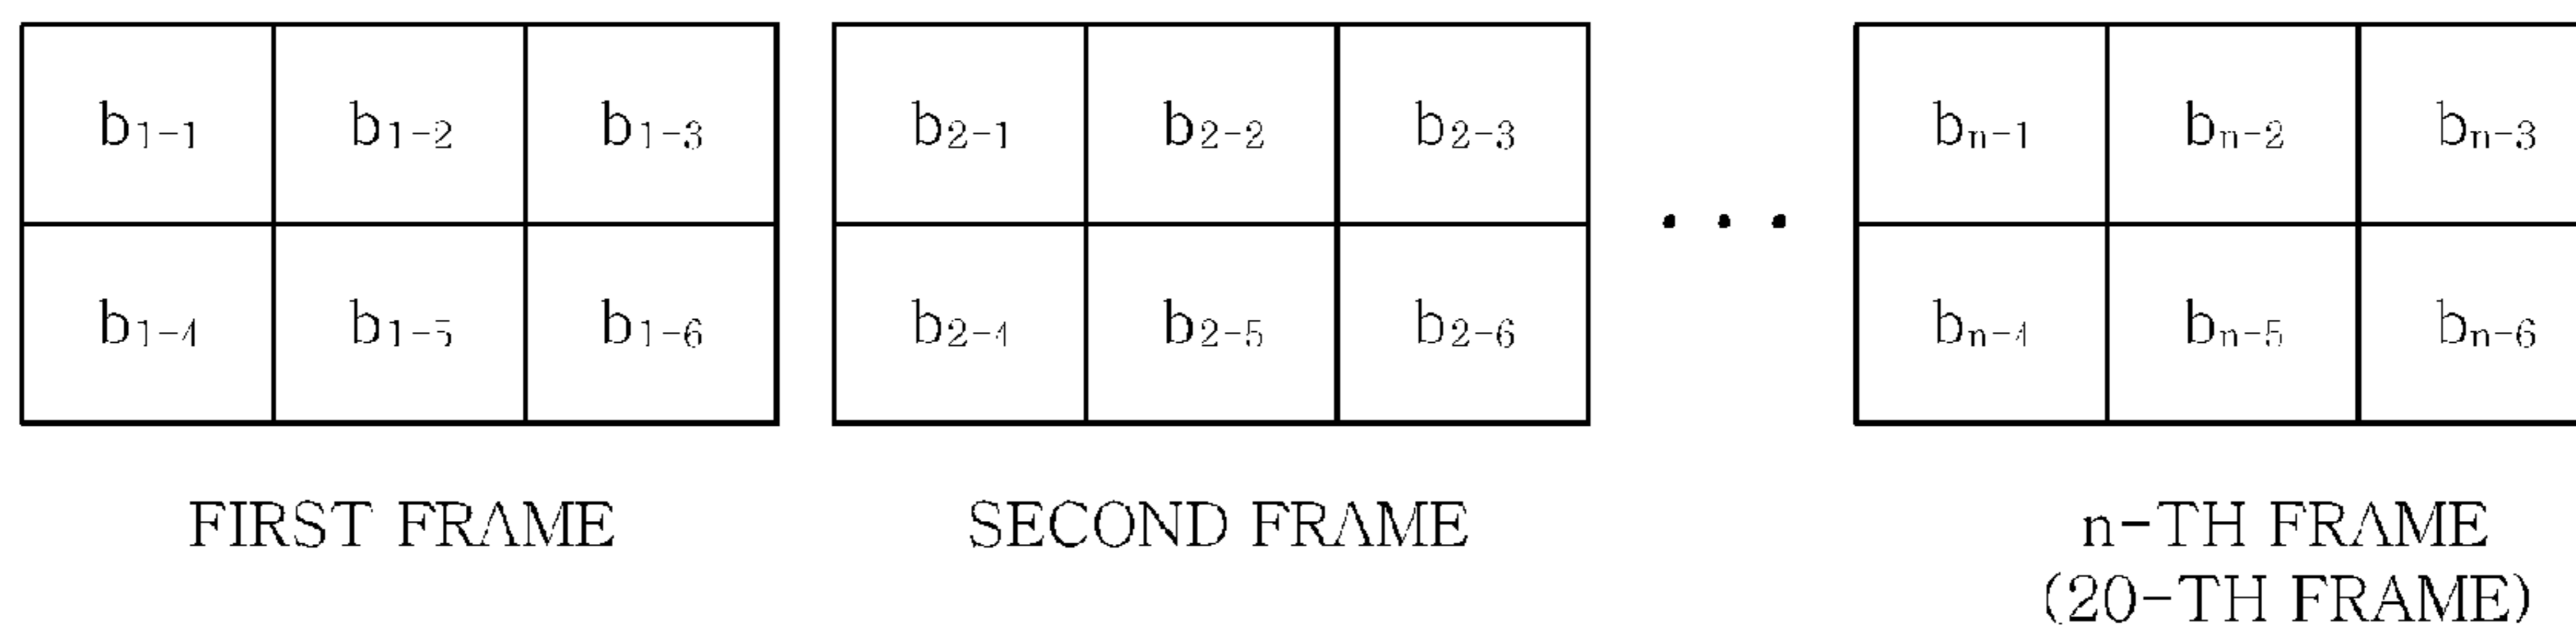 b1-1 b1-2 b1-3 b2-1 b2-2 b2-3 bn-1 bn-2 bn-3
b1-4 b1-5 b1-6 b2-4 b2-5 b2-6 bn-4 bn-5 bn-6
FIRST FRAME SECOND FRAME n-TH FRAME
(20-TH FRAME)